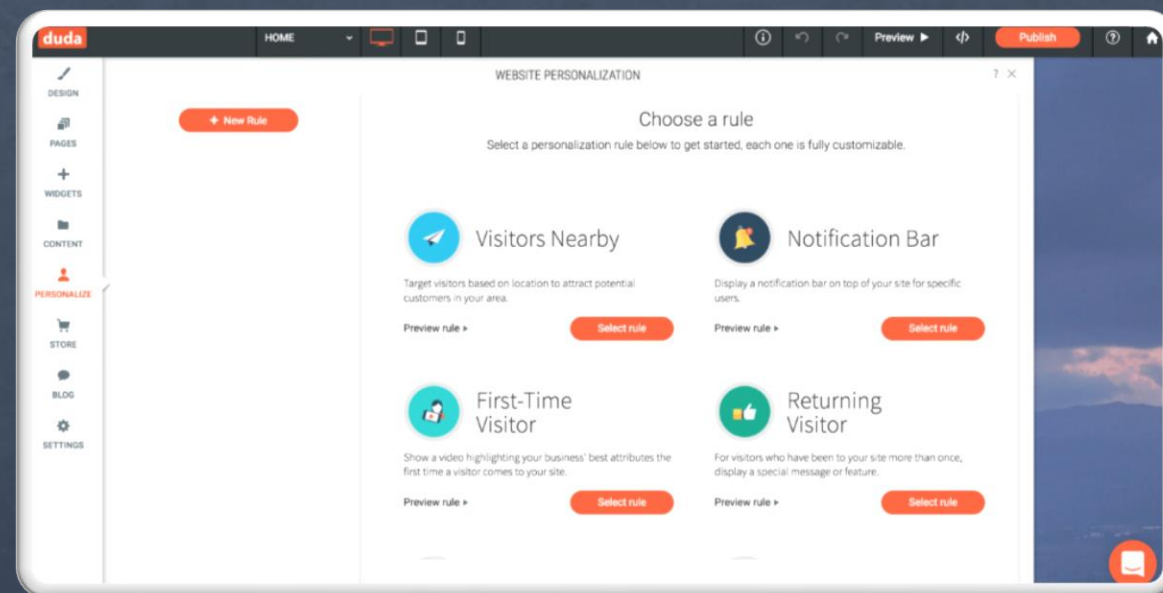 duda
HOME
Preview
</>
Publish
?
WEBSITE PERSONALIZATION
? ×
DESIGN
PAGES
WIDGETS
CONTENT
PERSONALIZE
STORE
BLOG
SETTINGS
+ New Rule
Choose a rule
Select a personalization rule below to get started, each one is fully customizable.
Visitors Nearby
Target visitors based on location to attract potential
customers in your area.
Preview rule
Select rule
Notification Bar
Display a notification bar on top of your site for specific
users.
Preview rule
Select rule
First-Time
Visitor
Show a video highlighting your business' best attributes the
first time a visitor comes to your site.
Preview rule
Select rule
Returning
Visitor
For visitors who have been to your site more than once,
display a special message or feature.
Preview rule
Select rule